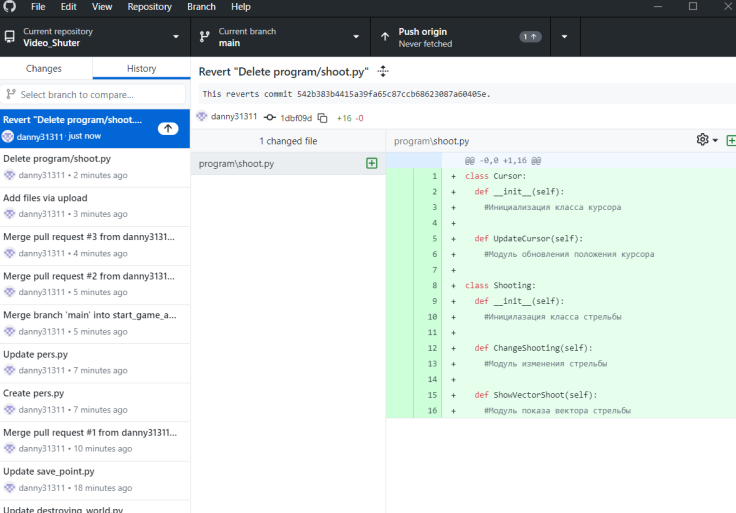 File Edit View Repository Branch Help
Current repository
Video_Shuter
Current branch
main
Push origin
Never fetched
1
Changes
History
Select branch to compare...
Revert "Delete program/shoot....
danny31311 · just now
Delete program/shoot.py
danny31311 • 2 minutes ago
Add files via upload
danny31311 • 3 minutes ago
Merge pull request #3 from danny3131...
danny31311 • 4 minutes ago
Merge pull request #2 from danny3131...
danny31311 • 5 minutes ago
Merge branch 'main' into start_game_a...
danny31311 • 5 minutes ago
Update pers.py
danny31311 • 7 minutes ago
Create pers.py
danny31311 • 7 minutes ago
Merge pull request #1 from danny31311...
danny31311 • 10 minutes ago
Update save_point.py
danny31311 • 18 minutes ago
Update destroying_world.py
Revert "Delete program/shoot.py"
This reverts commit 542b383b4415a39fa65c87ccb68623087a60405e.
danny31311 1dbf09d +16 -0
1 changed file
program\shoot.py
program\shoot.py
@@ -0,0 +1,16 @@
1 + class Cursor:
2 + def __init__(self):
3 + #Инициализация класса курсора
4 +
5 + def UpdateCursor(self):
6 + #Модуль обновления положения курсора
7 +
8 + class Shooting:
9 + def __init__(self):
10 + #Иницилазация класса стрельбы
11 +
12 + def ChangeShooting(self):
13 + #Модуль изменения стрельбы
14 +
15 + def ShowVectorShoot(self):
16 + #Модуль показа вектора стрельбы